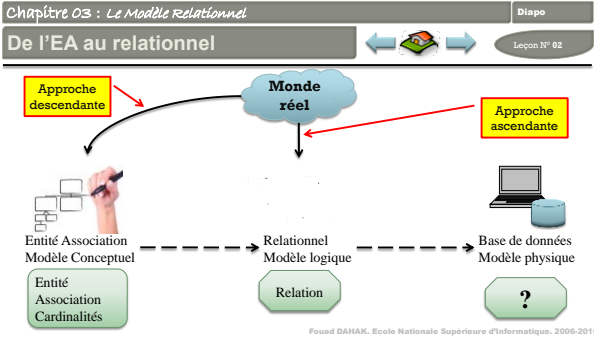 Chapitre 03 : Le Modèle Relationnel
Diapo
De l'EA au relationnel
Leçon N° 02
Approche
descendante
Monde
réel
Approche
ascendante
Entité Association
Modèle Conceptuel
Relationnel
Modèle logique
Base de données
Modèle physique
Entité
Association
Cardinalités
Relation
?
Fouad DAHAK. Ecole Nationale Supérieure d'Informatique. 2006-201